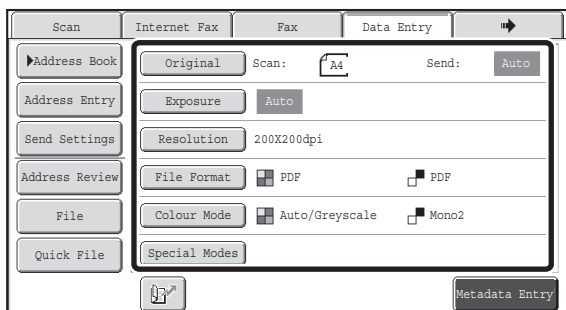 Scan Internet Fax Fax Data Entry
Address Book Original Scan: A4 Send: Auto
Address Entry Exposure Auto
Send Settings Resolution 200X200dpi
Address Review File Format PDF PDF
File Colour Mode Auto/Greyscale Mono2
Quick File Special Modes
Metadata Entry